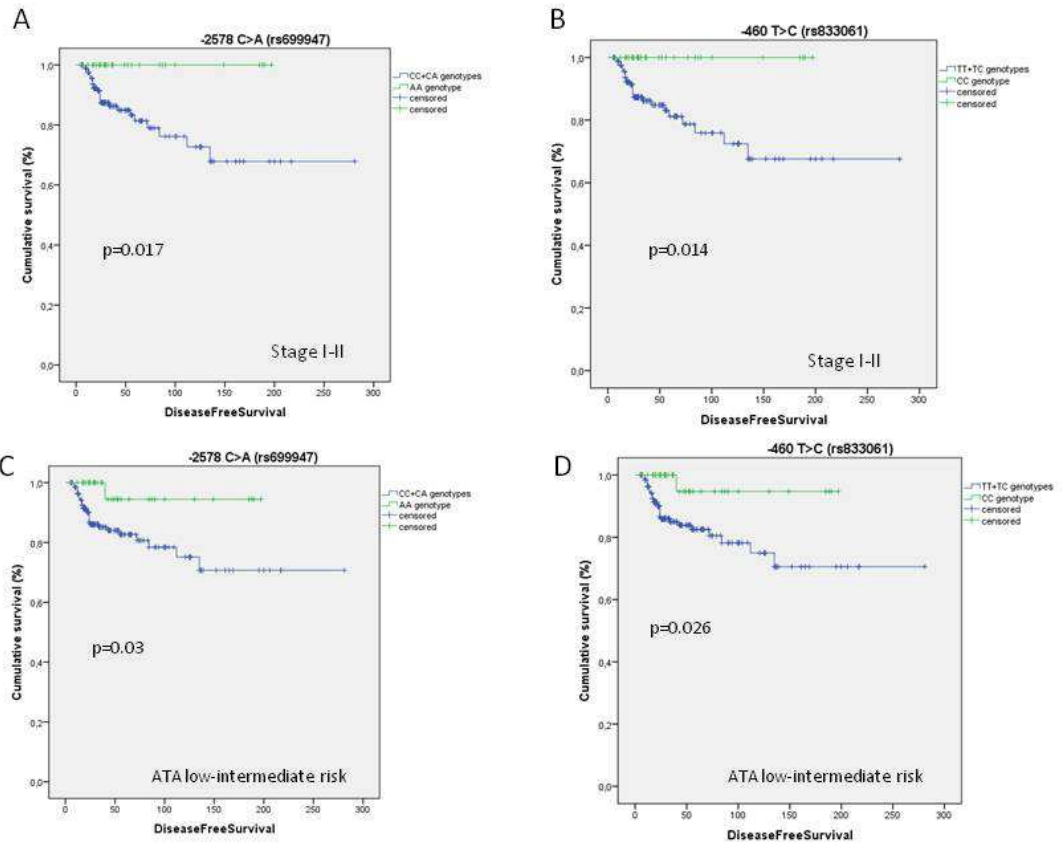 A
-2578 C>A (rs699947)
Cumulative survival (%)
1,0
0,8
0,6
0,4
0,2
0,0
p=0.017
Stage I-II
0 50 100 150 200 250 300
DiseaseFreeSurvival
CC+CA genotypes
AA genotype
censored
censored
B
-460 T>C (rs833061)
Cumulative survival (%)
1,0
0,8
0,6
0,4
0,2
0,0
p=0.014
Stage I-II
0 50 100 150 200 250 300
DiseaseFreeSurvival
TT+TC genotypes
CC genotype
censored
censored
C
-2578 C>A (rs699947)
Cumulative survival (%)
1,0
0,8
0,6
0,4
0,2
0,0
p=0.03
ATA low-intermediate risk
0 50 100 150 200 250 300
DiseaseFreeSurvival
CC+CA genotypes
AA genotype
censored
D
-460 T>C (rs833061)
Cumulative survival (%)
1,0
0,8
0,6
0,4
0,2
0,0
p=0.026
ATA low-intermediate risk
0 50 100 150 200 250 300
DiseaseFreeSurvival
TT+TC genotypes
CC genotype
censored
censored